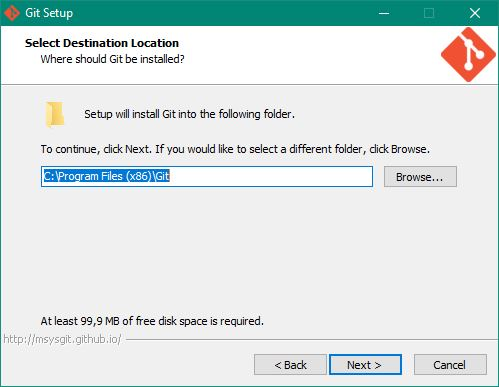 Git Setup
Select Destination Location
Where should Git be installed?
Setup will install Git into the following folder.
To continue, click Next. If you would like to select a different folder, click Browse.
C:\Program Files (x86)\Git
Browse...
At least 99,9 MB of free disk space is required.
http://msysgit.github.io/
< Back
Next >
Cancel